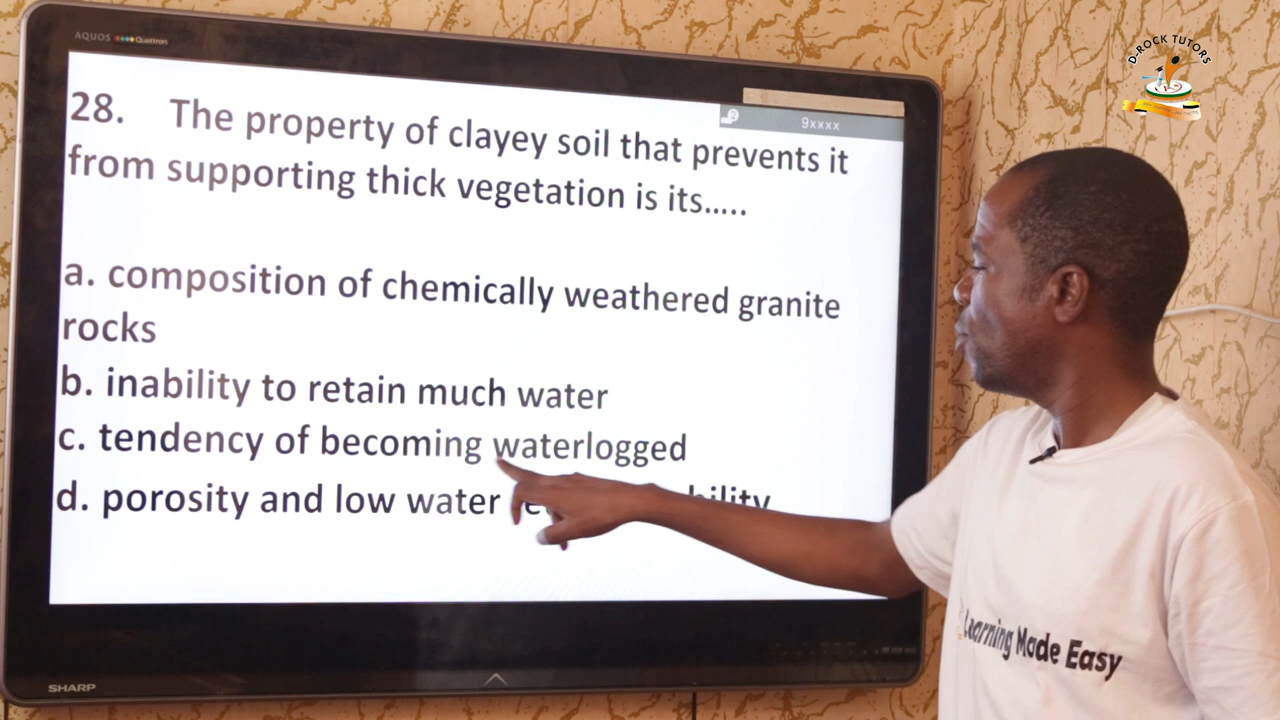 AQUOS Quattron
D-ROCK TUTORS
9xxxx
28. The property of clayey soil that prevents it
from supporting thick vegetation is its.....
a. composition of chemically weathered granite
rocks
b. inability to retain much water
c. tendency of becoming waterlogged
d. porosity and low water
Learning Made Easy
SHARP